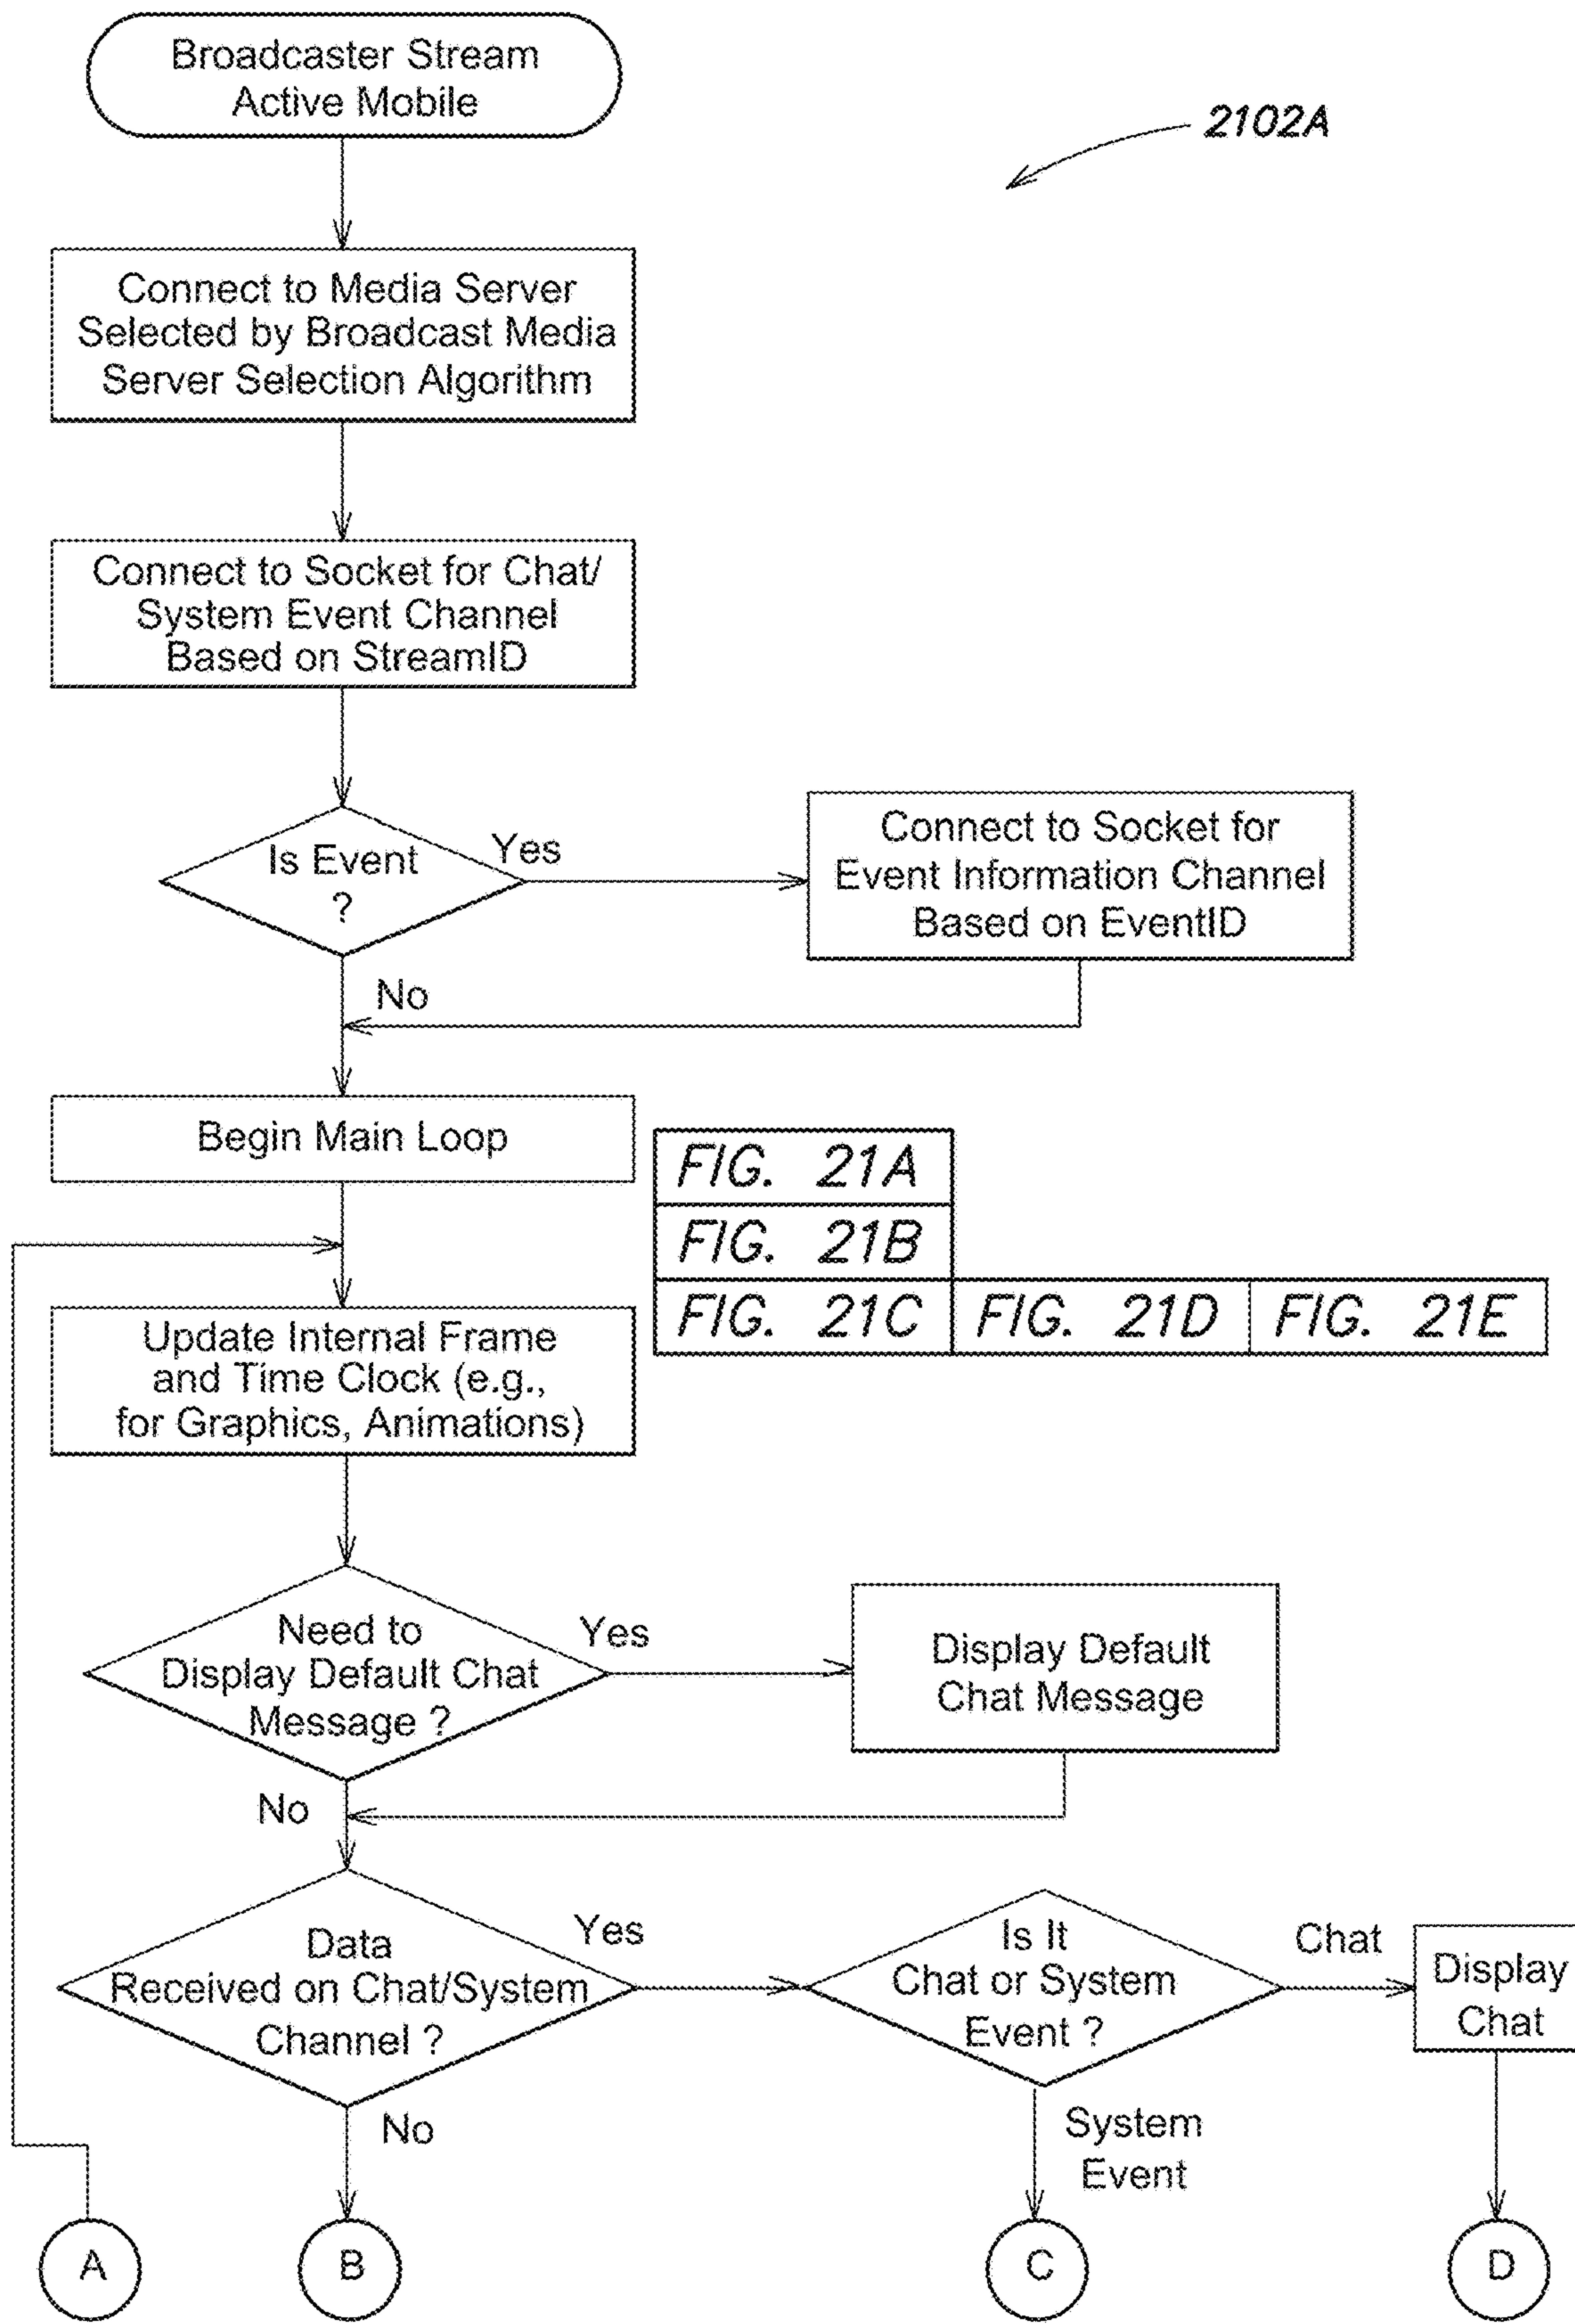 Broadcaster Stream
Active Mobile
2102A
Connect to Media Server
Selected by Broadcast Media
Server Selection Algorithm
Connect to Socket for Chat/
System Event Channel
Based on StreamID
Is Event
?
Yes
Connect to Socket for
Event Information Channel
Based on EventID
No
Begin Main Loop
FIG. 21A
FIG. 21B
FIG. 21C FIG. 21D FIG. 21E
Update Internal Frame
and Time Clock (e.g.,
for Graphics, Animations)
Need to
Display Default Chat
Message ?
Yes
Display Default
Chat Message
No
Data
Received on Chat/System
Channel ?
Yes
Is It
Chat or System
Event ?
Chat
Display
Chat
No
System
Event
A
B
C
D